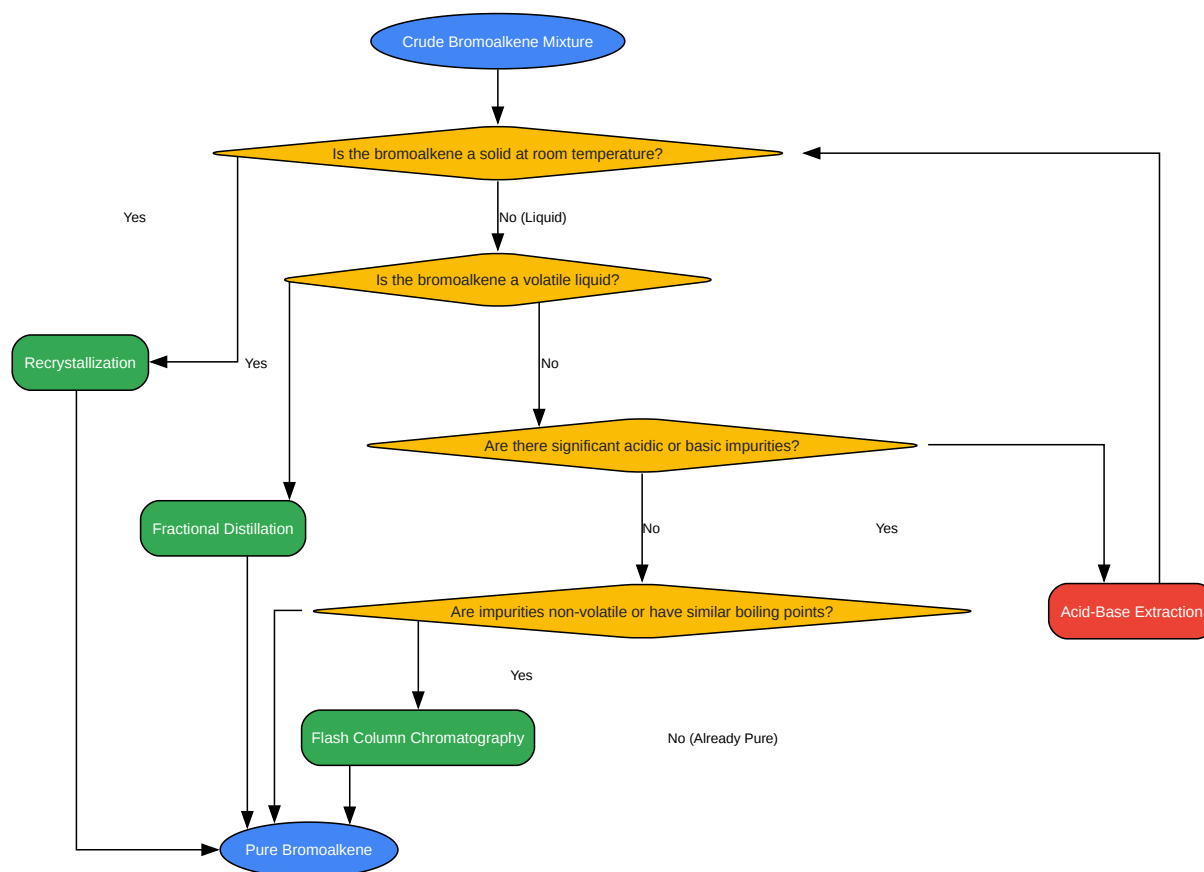 Crude Bromoalkene Mixture
Is the bromoalkene a solid at room temperature?
Yes
No (Liquid)
Is the bromoalkene a volatile liquid?
Recrystallization
Yes
No
Are there significant acidic or basic impurities?
Fractional Distillation
No
Yes
Are impurities non-volatile or have similar boiling points?
Acid-Base Extraction
Yes
Flash Column Chromatography
No (Already Pure)
Pure Bromoalkene